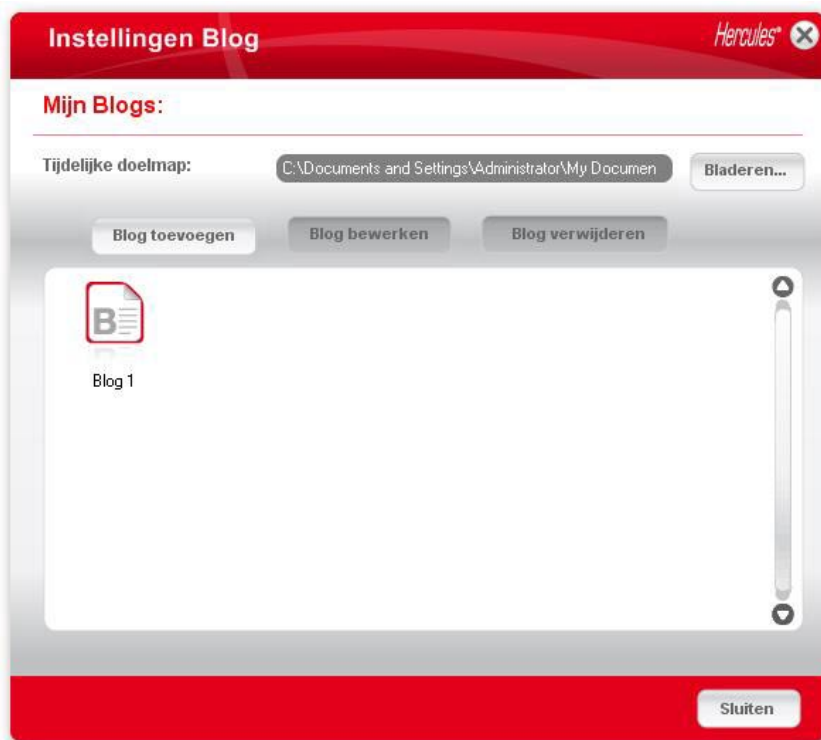 Instellingen Blog
Hercules®
Mijn Blogs:
Tijdelijke doelmap:
C:\Documents and Settings\Administrator\My Documen
Bladeren...
Blog toevoegen
Blog bewerken
Blog verwijderen
B
Blog 1
Sluiten